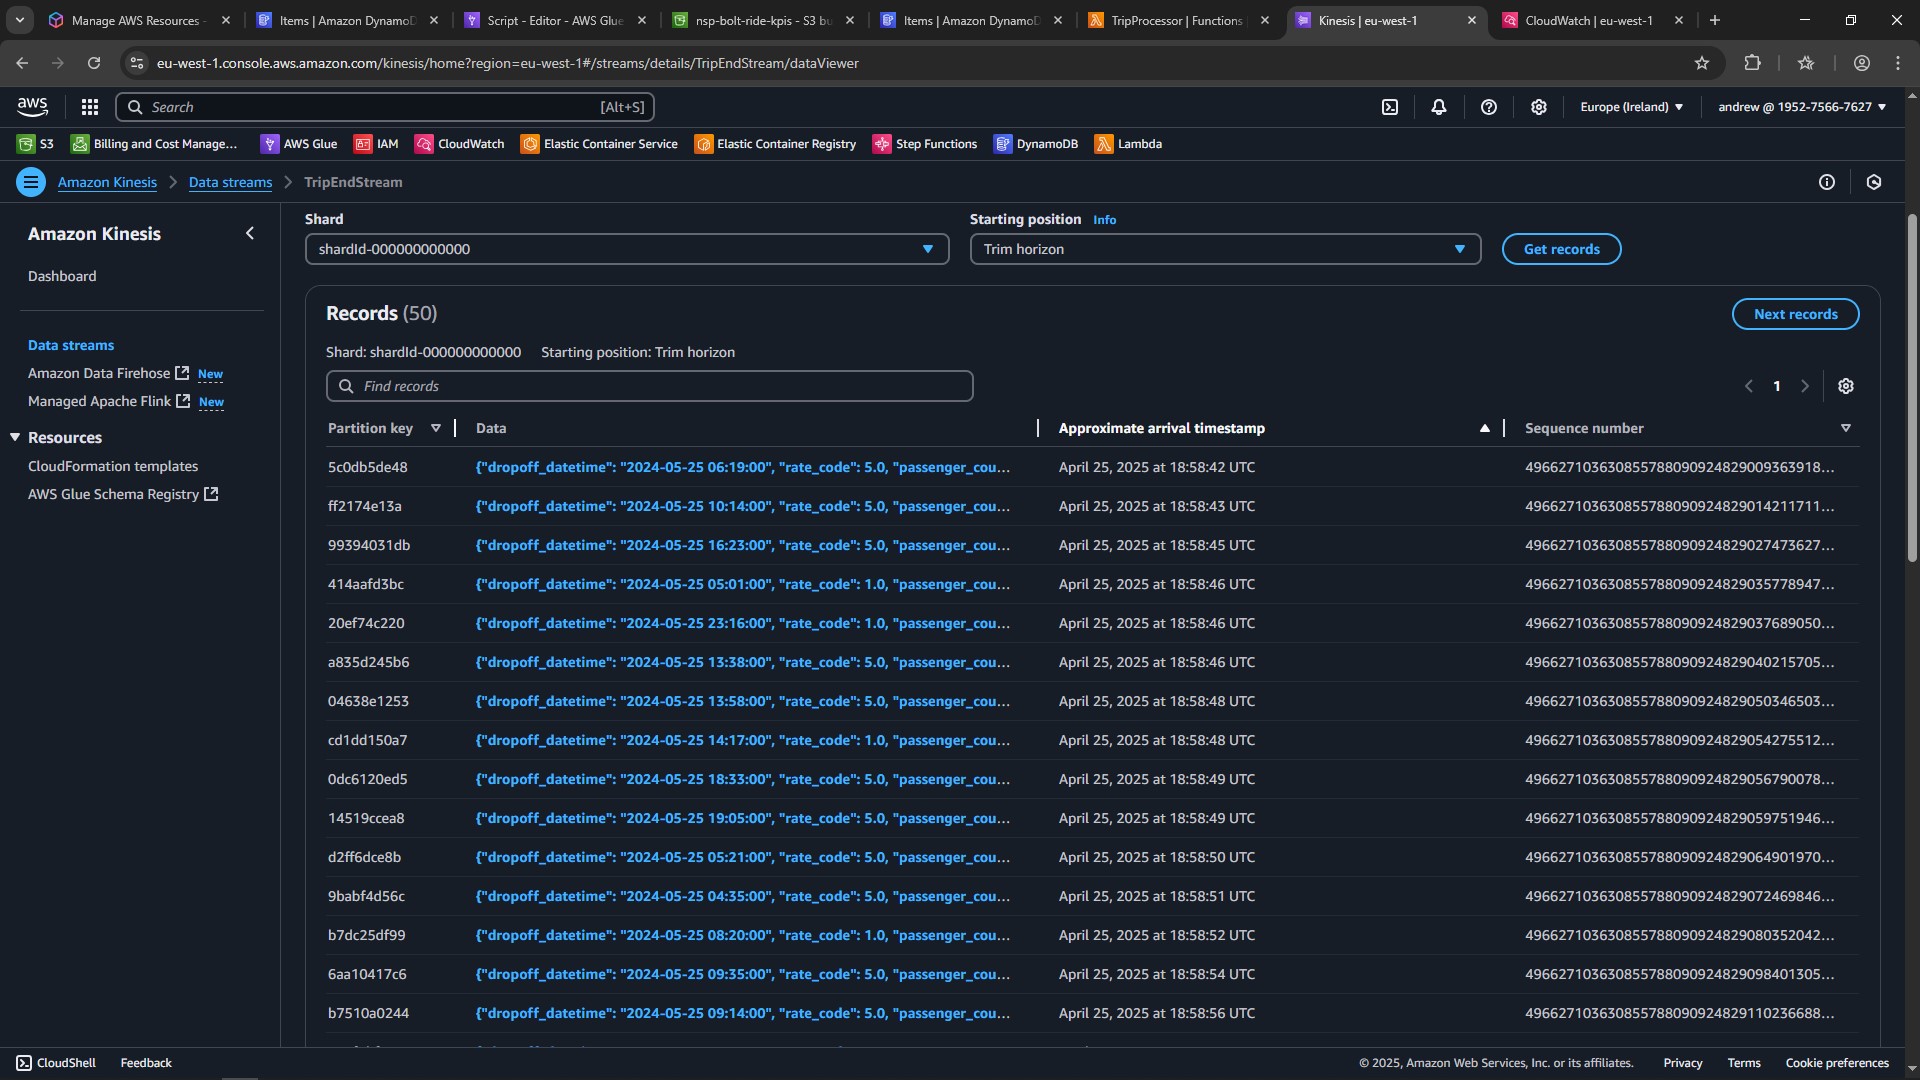 Manage AWS Resources -
Items | Amazon DynamoD
Script - Editor - AWS Glue
nsp-bolt-ride-kpis - S3 bu
Items | Amazon DynamoD
TripProcessor | Functions
Kinesis | eu-west-1
CloudWatch | eu-west-1
eu-west-1.console.aws.amazon.com/kinesis/home?region=eu-west-1#/streams/details/TripEndStream/dataViewer
aws
Search
[Alt+S]
Europe (Ireland)
andrew @ 1952-7566-7627
S3
Billing and Cost Manage...
AWS Glue
IAM
CloudWatch
Elastic Container Service
Elastic Container Registry
Step Functions
DynamoDB
Lambda
Amazon Kinesis
Data streams
TripEndStream
Amazon Kinesis
Dashboard
Data streams
Amazon Data Firehose New
Managed Apache Flink New
Resources
CloudFormation templates
AWS Glue Schema Registry
Shard
shardId-000000000000
Starting position Info
Trim horizon
Get records
Records (50)
Next records
Shard: shardId-000000000000 Starting position: Trim horizon
Find records
1
Partition key Data Approximate arrival timestamp Sequence number
5c0db5de48 {"dropoff_datetime": "2024-05-25 06:19:00", "rate_code": 5.0, "passenger_cou... April 25, 2025 at 18:58:42 UTC 49662710363085578809092482900936391 8...
ff2174e13a {"dropoff_datetime": "2024-05-25 10:14:00", "rate_code": 5.0, "passenger_cou... April 25, 2025 at 18:58:43 UTC 49662710363085578809092482901421171 1...
99394031db {"dropoff_datetime": "2024-05-25 16:23:00", "rate_code": 5.0, "passenger_cou... April 25, 2025 at 18:58:45 UTC 496627103630855788090924829027473627...
414aafd3bc {"dropoff_datetime": "2024-05-25 05:01:00", "rate_code": 1.0, "passenger_cou... April 25, 2025 at 18:58:46 UTC 496627103630855788090924829035778947...
20ef74c220 {"dropoff_datetime": "2024-05-25 23:16:00", "rate_code": 1.0, "passenger_cou... April 25, 2025 at 18:58:46 UTC 496627103630855788090924829037689050...
a835d245b6 {"dropoff_datetime": "2024-05-25 13:38:00", "rate_code": 5.0, "passenger_cou... April 25, 2025 at 18:58:46 UTC 496627103630855788090924829040215705...
04638e1253 {"dropoff_datetime": "2024-05-25 13:58:00", "rate_code": 5.0, "passenger_cou... April 25, 2025 at 18:58:48 UTC 496627103630855788090924829050346503...
cd1dd150a7 {"dropoff_datetime": "2024-05-25 14:17:00", "rate_code": 1.0, "passenger_cou... April 25, 2025 at 18:58:48 UTC 496627103630855788090924829054275512...
0dc6120ed5 {"dropoff_datetime": "2024-05-25 18:33:00", "rate_code": 5.0, "passenger_cou... April 25, 2025 at 18:58:49 UTC 496627103630855788090924829056790078...
14519ccea8 {"dropoff_datetime": "2024-05-25 19:05:00", "rate_code": 5.0, "passenger_cou... April 25, 2025 at 18:58:49 UTC 496627103630855788090924829059751946...
d2ff6dce8b {"dropoff_datetime": "2024-05-25 05:21:00", "rate_code": 5.0, "passenger_cou... April 25, 2025 at 18:58:50 UTC 496627103630855788090924829064901970...
9babf4d56c {"dropoff_datetime": "2024-05-25 04:35:00", "rate_code": 5.0, "passenger_cou... April 25, 2025 at 18:58:51 UTC 496627103630855788090924829072469846...
b7dc25df99 {"dropoff_datetime": "2024-05-25 08:20:00", "rate_code": 1.0, "passenger_cou... April 25, 2025 at 18:58:52 UTC 496627103630855788090924829080352042...
6aa10417c6 {"dropoff_datetime": "2024-05-25 09:35:00", "rate_code": 5.0, "passenger_cou... April 25, 2025 at 18:58:54 UTC 496627103630855788090924829098401305...
b7510a0244 {"dropoff_datetime": "2024-05-25 09:14:00", "rate_code": 5.0, "passenger_cou... April 25, 2025 at 18:58:56 UTC 496627103630855788090924829110236688...
CloudShell
Feedback
© 2025, Amazon Web Services, Inc. or its affiliates.
Privacy
Terms
Cookie preferences